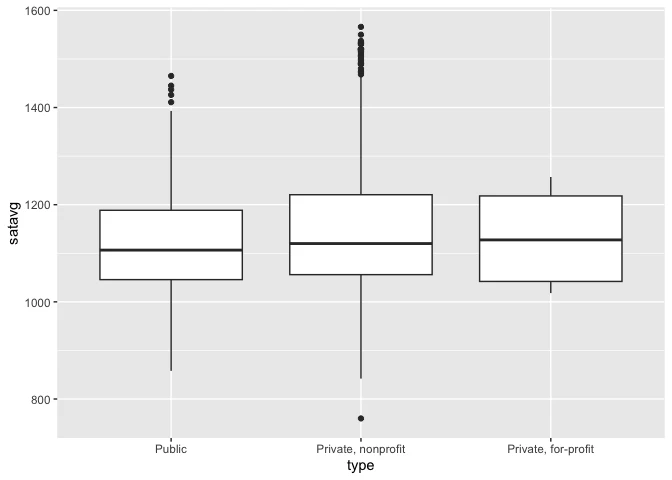 1600
1400
1200
1000
800
satavg
Public
Private, nonprofit
Private, for-profit
type